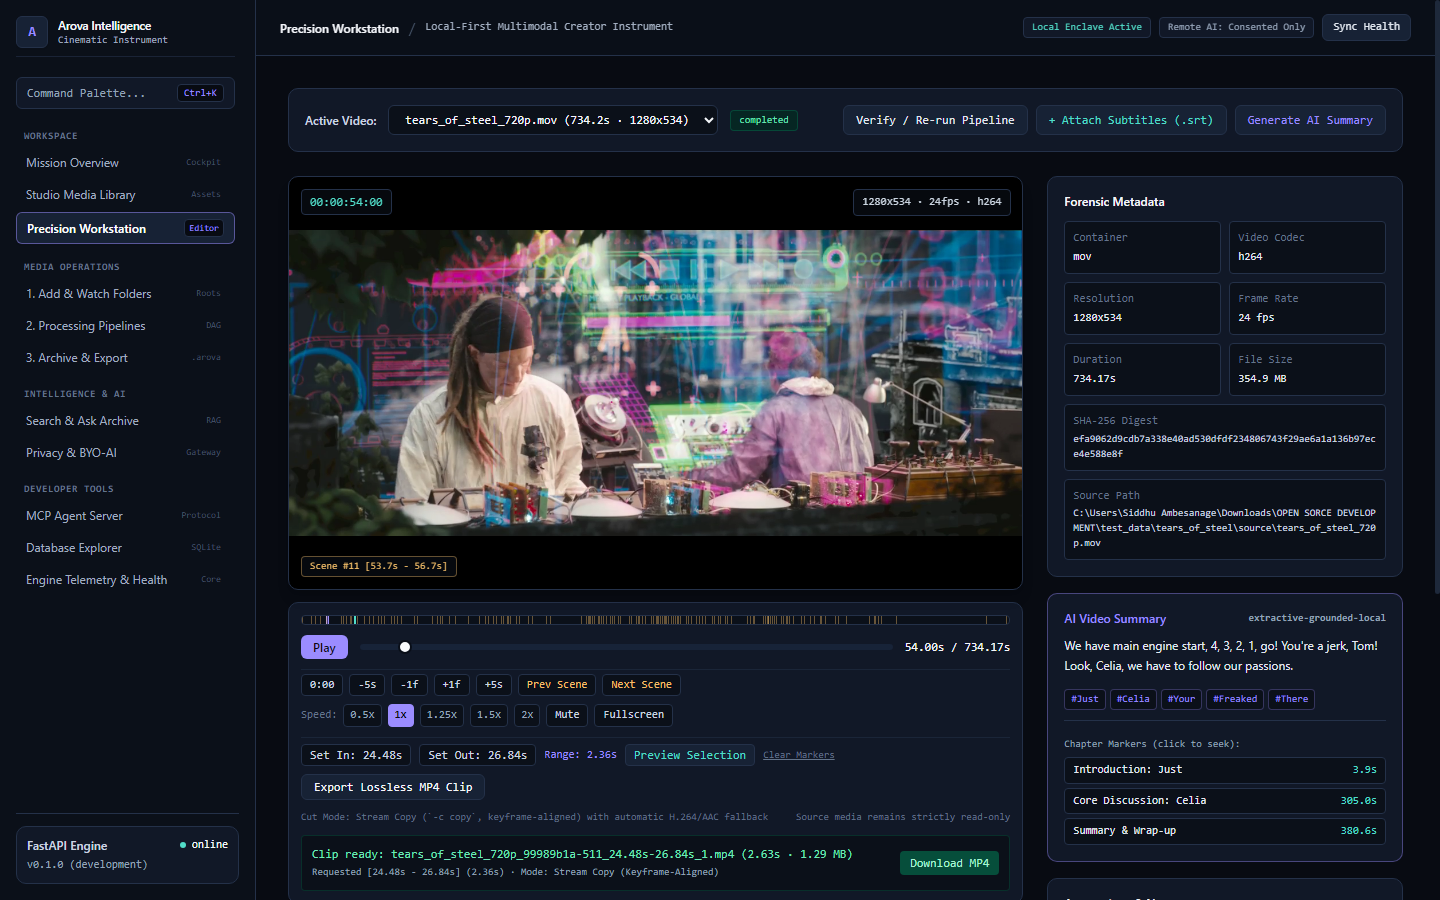 A
Arova Intelligence
Cinematic Instrument
Command Palette... Ctrl+K
WORKSPACE
Mission Overview Cockpit
Studio Media Library Assets
Precision Workstation Editor
MEDIA OPERATIONS
1. Add & Watch Folders Roots
2. Processing Pipelines DAG
3. Archive & Export .arova
INTELLIGENCE & AI
Search & Ask Archive RAG
Privacy & BYO-AI Gateway
DEVELOPER TOOLS
MCP Agent Server Protocol
Database Explorer SQLite
Engine Telemetry & Health Core
FastAPI Engine online
v0.1.0 (development)
Precision Workstation / Local-First Multimodal Creator Instrument
Local Enclave Active Remote AI: Consented Only Sync Health
Active Video: tears_of_steel_720p.mov (734.2s · 1280x534) completed Verify / Re-run Pipeline + Attach Subtitles (.srt) Generate AI Summary
00:00:54:00 1280x534 · 24fps · h264
PLAYBACK - GLOBAL
Scene #11 [53.7s - 56.7s]
Play 54.00s / 734.17s
0:00 -5s -1f +1f +5s Prev Scene Next Scene
Speed: 0.5x 1x 1.25x 1.5x 2x Mute Fullscreen
Set In: 24.48s Set Out: 26.84s Range: 2.36s Preview Selection Clear Markers
Export Lossless MP4 Clip
Cut Mode: Stream Copy (`-c copy`, keyframe-aligned) with automatic H.264/AAC fallback Source media remains strictly read-only
Clip ready: tears_of_steel_720p_99989b1a-511_24.48s-26.84s_1.mp4 (2.63s · 1.29 MB)
Requested [24.48s - 26.84s] (2.36s) · Mode: Stream Copy (Keyframe-Aligned)
Download MP4
Forensic Metadata
Container Video Codec
mov h264
Resolution Frame Rate
1280x534 24 fps
Duration File Size
734.17s 354.9 MB
SHA-256 Digest
efa9062d9cdb7a338e40ad530dfdf234806743f29ae6a1a136b97ec
e4e588e8f
Source Path
C:\Users\Siddhu Ambesanage\Downloads\OPEN SORCE DEVELOP
MENT\test_data\tears_of_steel\source\tears_of_steel_720
p.mov
AI Video Summary extractive-grounded-local
We have main engine start, 4, 3, 2, 1, go! You're a jerk, Tom!
Look, Celia, we have to follow our passions.
#Just #Celia #Your #Freaked #There
Chapter Markers (click to seek):
Introduction: Just 3.9s
Core Discussion: Celia 305.0s
Summary & Wrap-up 380.6s